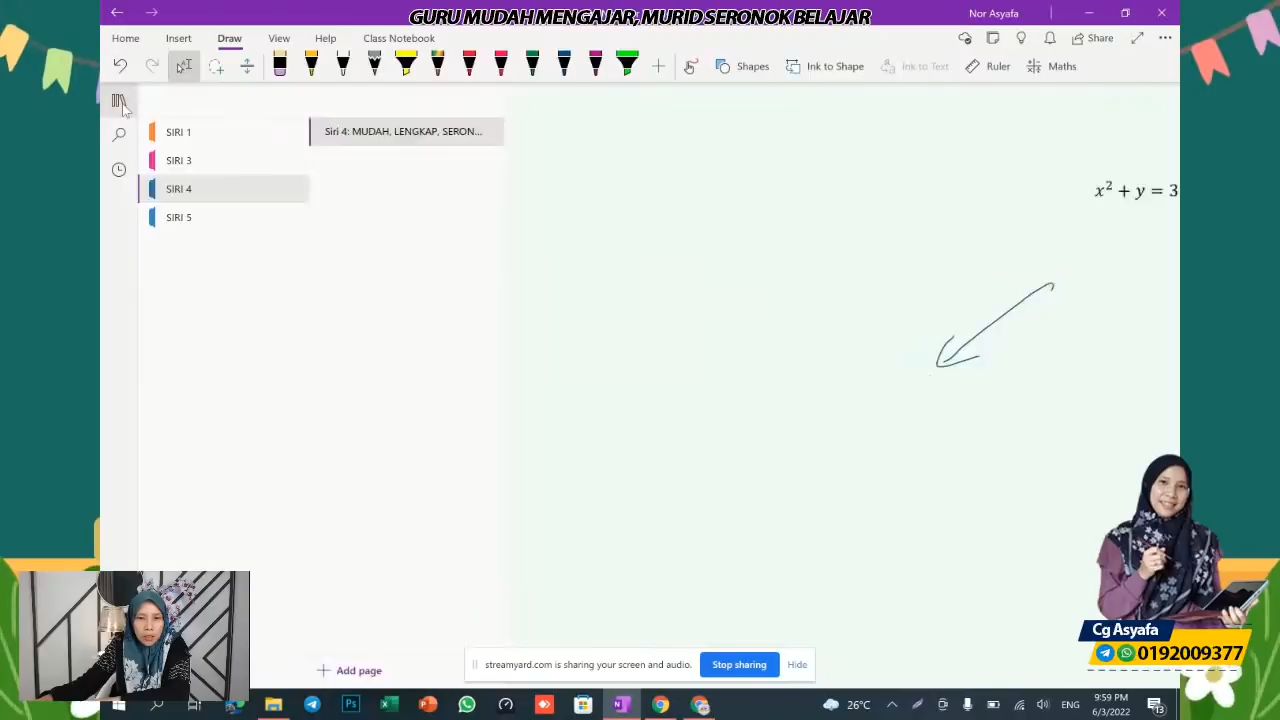 GURU MUDAH MENGAJAR, MURID SERONOK BELAJAR
Nor Asyafa
Home Insert Draw View Help Class Notebook
Share
Shapes Ink to Shape Ink to Text Ruler Maths
SIRI 1
SIRI 3
SIRI 4
SIRI 5
Siri 4: MUDAH, LENGKAP, SERON...
x² + y = 3
Cg Asyafa
0192009377
Add page
streamyard.com is sharing your screen and audio. Stop sharing Hide
26°C
ENG
9:59 PM
6/3/2022
13